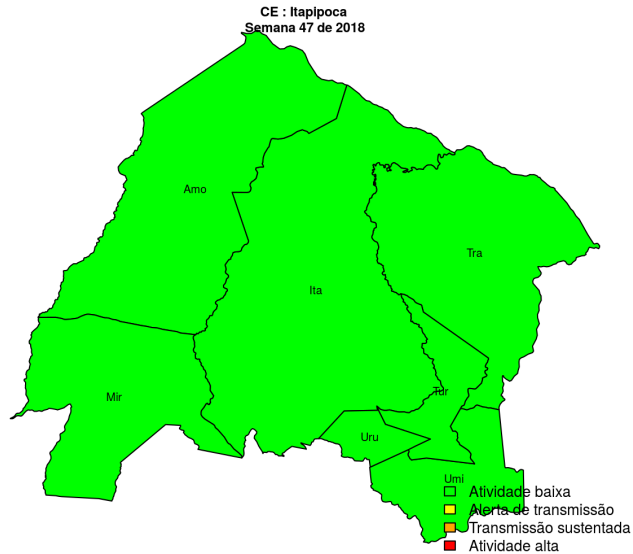 CE : Itapipoca
Semana 47 de 2018
Amo
Tra
Ita
Tur
Mir
Uru
Umi
Atividade baixa
Alerta de transmissão
Transmissão sustentada
Atividade alta